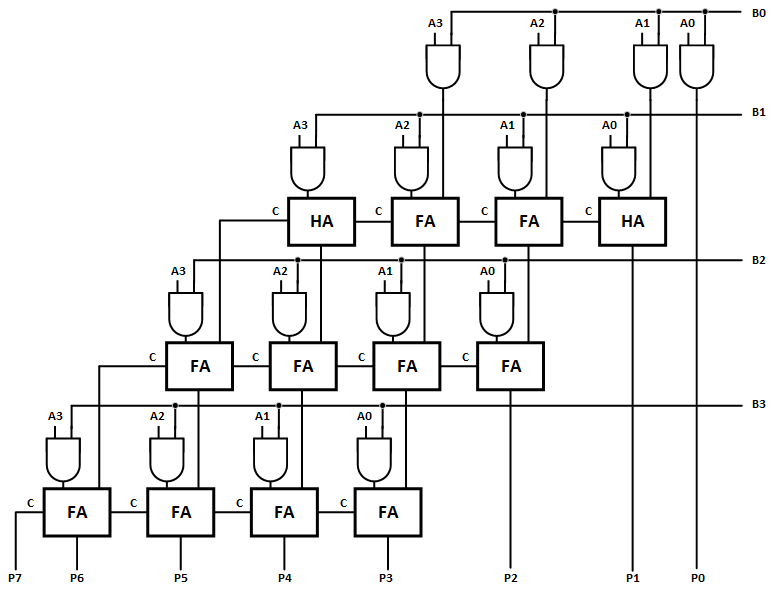 B0
A3 A2 A1 A0
B1
A3 A2 A1 A0
C HA C FA C FA C HA
B2
A3 A2 A1 A0
C FA C FA C FA C FA
B3
A3 A2 A1 A0
C FA C FA C FA C FA
P7 P6 P5 P4 P3 P2 P1 P0